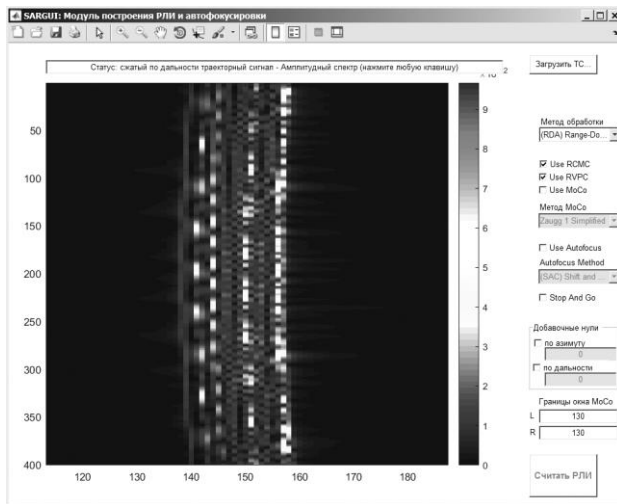 SARGUI: Модуль построения РЛИ и автофокусировки
Статус: сжатый по дальности траекторный сигнал - Амплитудный спектр (нажмите любую клавишу)
Загрузить ТС...
50
100
150
200
250
300
350
400
120
130
140
150
160
170
180
9
8
7
6
5
4
3
2
1
0
Метод обработки
(RDA) Range-Do...
Use RCMC
Use RVPC
Use MoCo
Метод MoCo
Zaugg 1 Simplified
Use Autofocus
Autofocus Method
(SAC) Shift and ...
Stop And Go
Добавочные нули
по азимуту
0
по дальности
0
Границы окна MoCo
L 130
R 130
Считать РЛИ